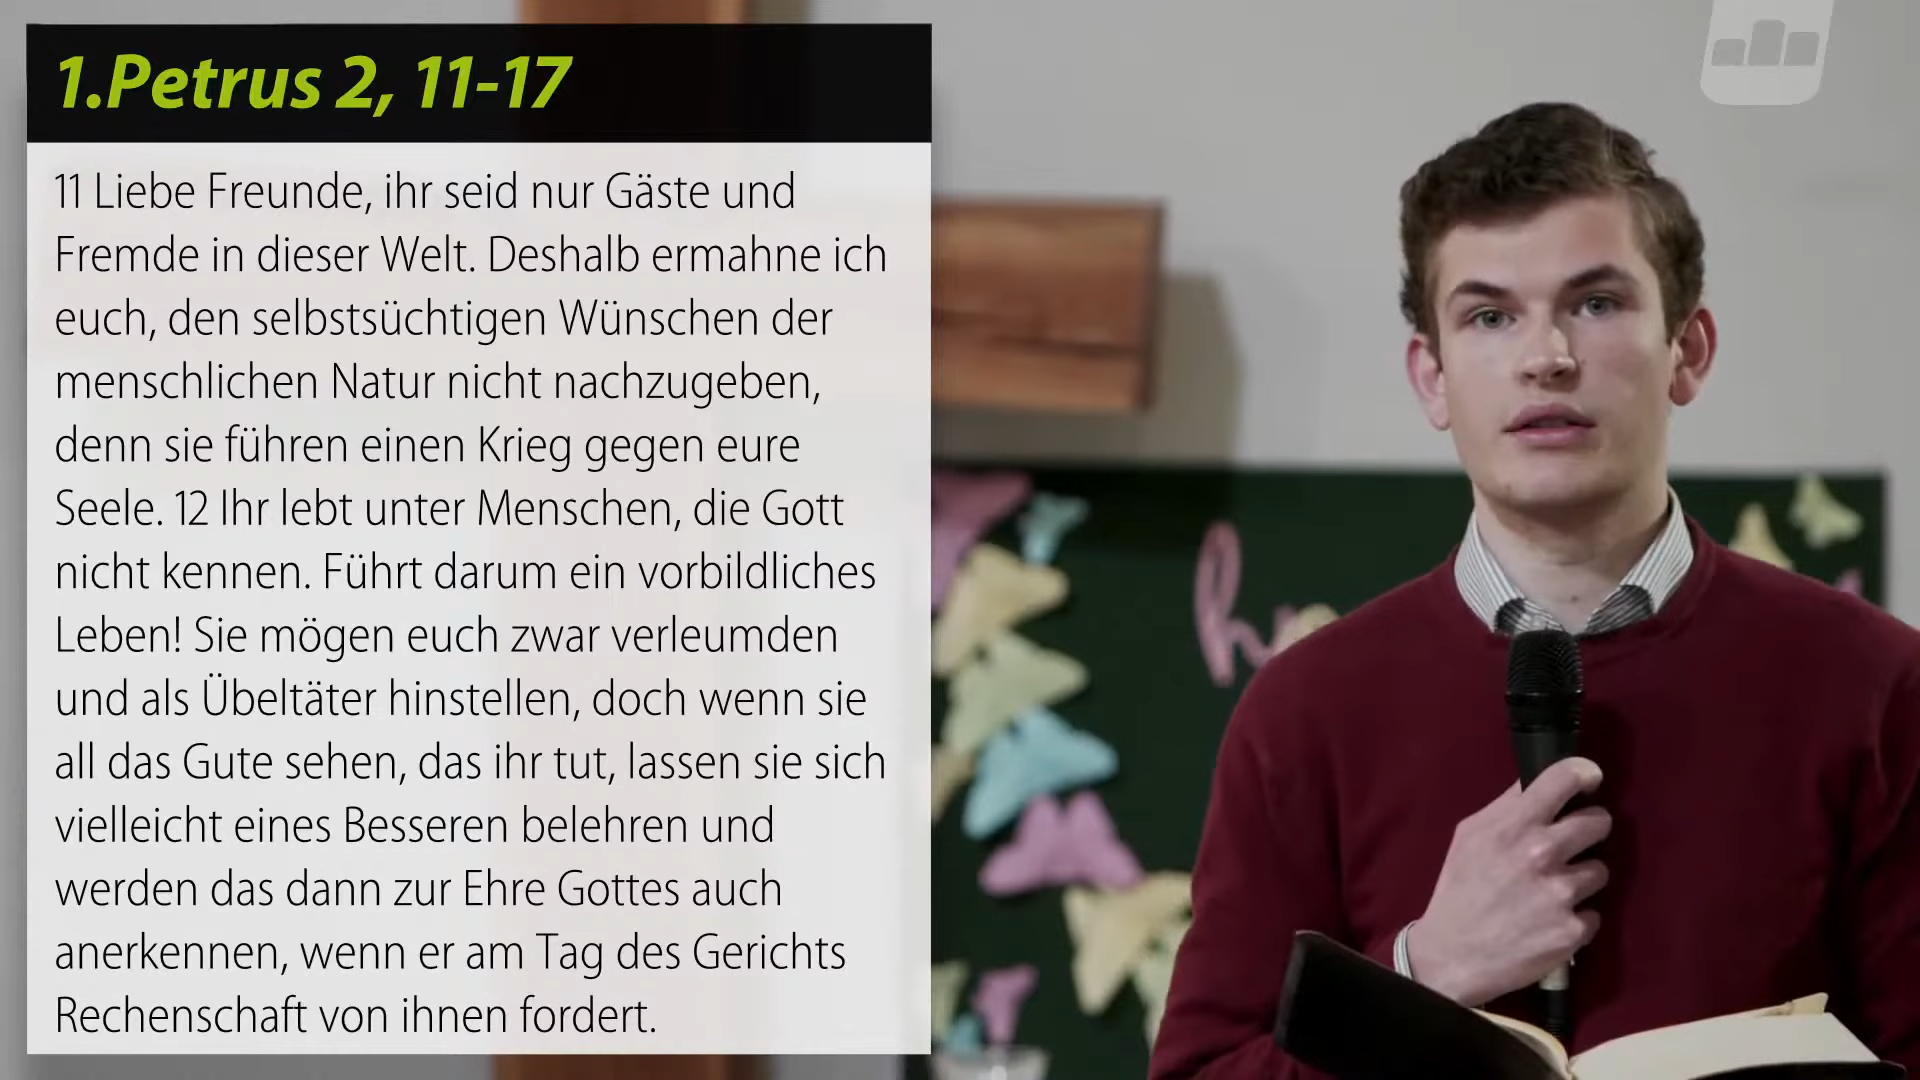 1.Petrus 2, 11-17
11 Liebe Freunde, ihr seid nur Gäste und
Fremde in dieser Welt. Deshalb ermahne ich
euch, den selbstsüchtigen Wünschen der
menschlichen Natur nicht nachzugeben,
denn sie führen einen Krieg gegen eure
Seele. 12 Ihr lebt unter Menschen, die Gott
nicht kennen. Führt darum ein vorbildliches
Leben! Sie mögen euch zwar verleumden
und als Übeltäter hinstellen, doch wenn sie
all das Gute sehen, das ihr tut, lassen sie sich
vielleicht eines Besseren belehren und
werden das dann zur Ehre Gottes auch
anerkennen, wenn er am Tag des Gerichts
Rechenschaft von ihnen fordert.